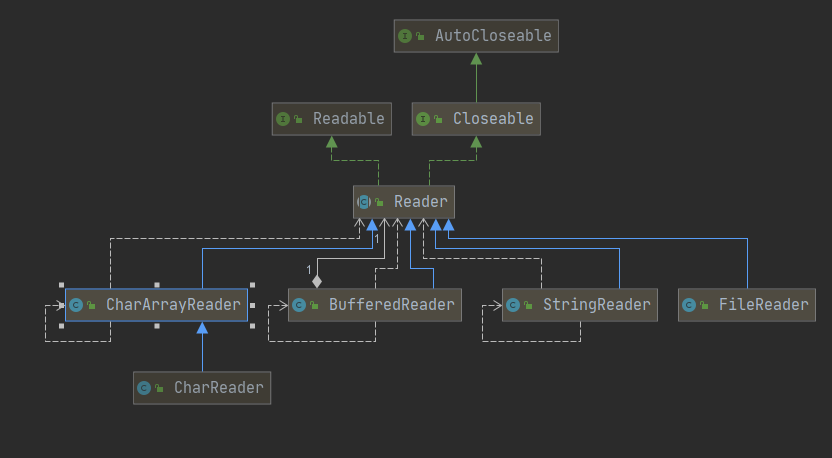 AutoCloseable
Readable
Closeable
Reader
1
1
CharArrayReader
BufferedReader
StringReader
FileReader
CharReader